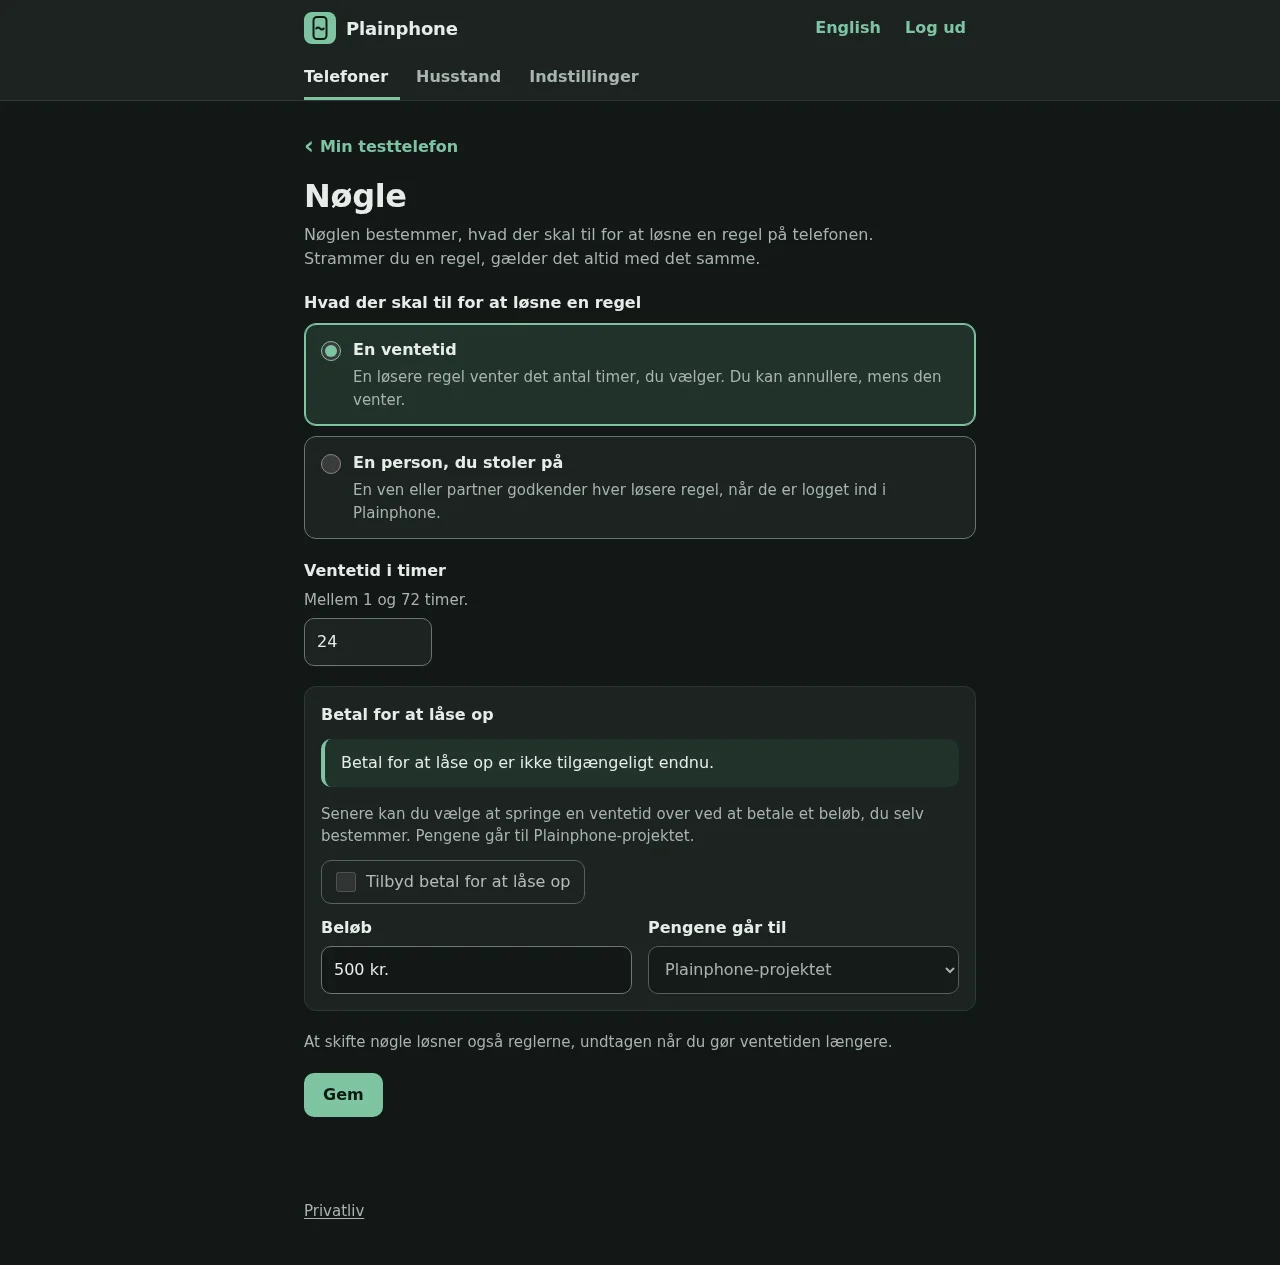 Plainphone
English
Log ud
Telefoner
Husstand
Indstillinger
‹ Min testtelefon
Nøgle
Nøglen bestemmer, hvad der skal til for at løsne en regel på telefonen.
Strammer du en regel, gælder det altid med det samme.
Hvad der skal til for at løsne en regel
En ventetid
En løsere regel venter det antal timer, du vælger. Du kan annullere, mens den
venter.
En person, du stoler på
En ven eller partner godkender hver løsere regel, når de er logget ind i
Plainphone.
Ventetid i timer
Mellem 1 og 72 timer.
24
Betal for at låse op
Betal for at låse op er ikke tilgængeligt endnu.
Senere kan du vælge at springe en ventetid over ved at betale et beløb, du selv
bestemmer. Pengene går til Plainphone-projektet.
Tilbyd betal for at låse op
Beløb
Pengene går til
500 kr.
Plainphone-projektet
At skifte nøgle løsner også reglerne, undtagen når du gør ventetiden længere.
Gem
Privatliv